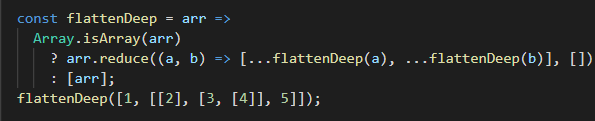 const flattenDeep = arr =>
  Array.isArray(arr)
    ? arr.reduce((a, b) => [...flattenDeep(a), ...flattenDeep(b)], [])
    : [arr];
flattenDeep([1, [[2], [3, [4]], 5]]);